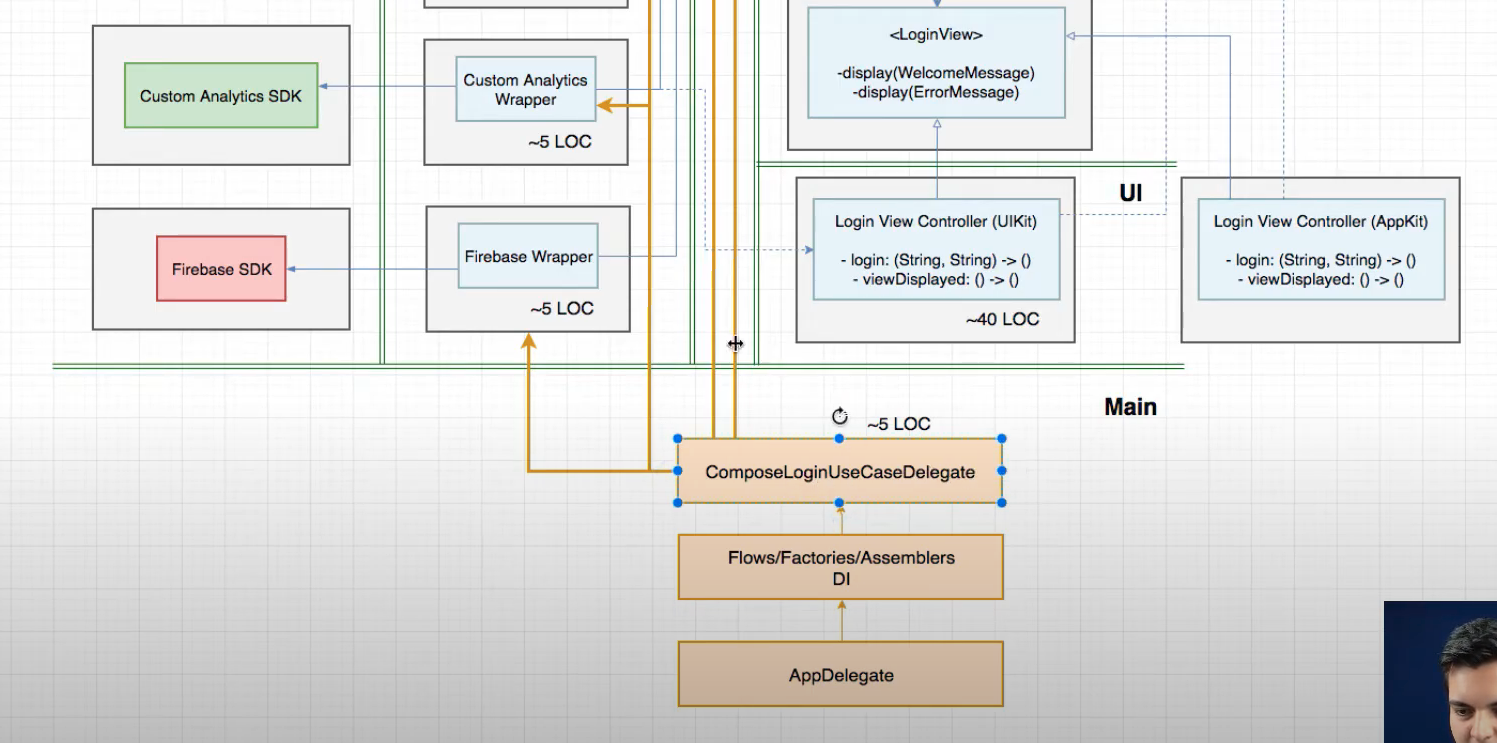 <LoginView>
-display(WelcomeMessage)
-display(ErrorMessage)
Custom Analytics SDK
Custom Analytics
Wrapper
~5 LOC
UI
Login View Controller (UIKit)
- login: (String, String) -> ()
- viewDisplayed: () -> ()
~40 LOC
Login View Controller (AppKit)
- login: (String, String) -> ()
- viewDisplayed: () -> ()
Firebase SDK
Firebase Wrapper
~5 LOC
Main
~5 LOC
ComposeLoginUseCaseDelegate
Flows/Factories/Assemblers
DI
AppDelegate